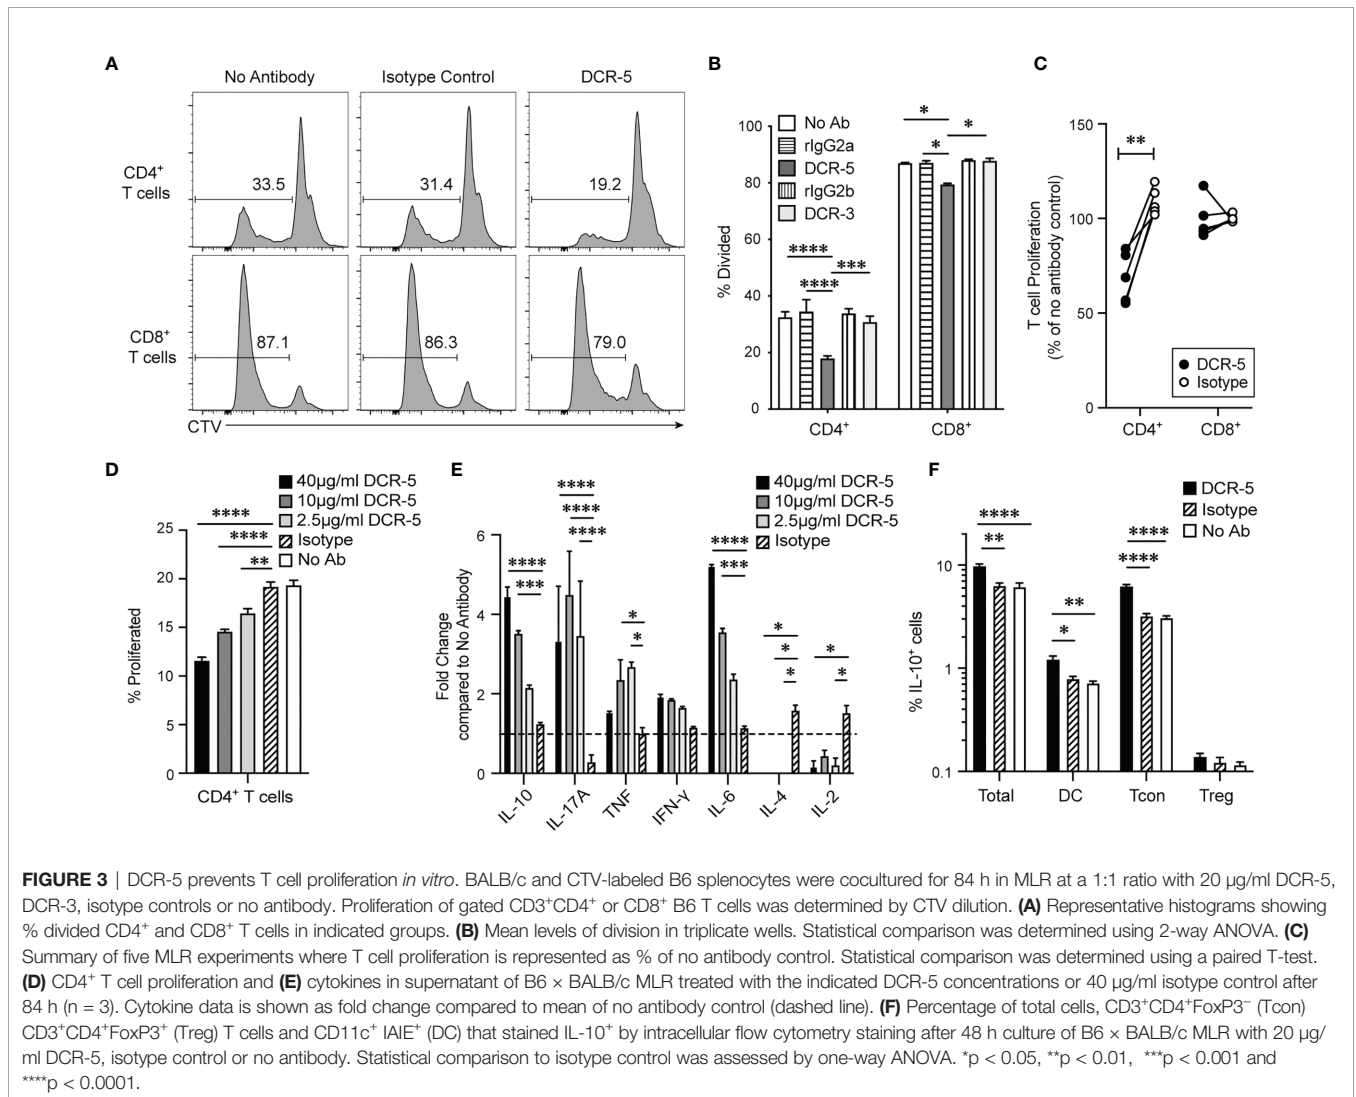 A
No Antibody
Isotype Control
DCR-5
CD4+
T cells
33.5
31.4
19.2
CD8+
T cells
87.1
86.3
79.0
CTV
B
% Divided
100
80
60
40
20
0
No Ab
rIgG2a
DCR-5
rIgG2b
DCR-3
****
****
***
*
*
*
CD4+
CD8+
C
T cell Proliferation
(% of no antibody control)
150
100
50
0
**
DCR-5
Isotype
CD4+
CD8+
D
40µg/ml DCR-5
10µg/ml DCR-5
2.5µg/ml DCR-5
Isotype
No Ab
% Proliferated
25
20
15
10
5
0
****
****
**
CD4+ T cells
E
40µg/ml DCR-5
10µg/ml DCR-5
2.5µg/ml DCR-5
Isotype
Fold Change
compared to No Antibody
6
4
2
0
****
***
****
****
****
*
*
****
***
*
*
*
*
*
IL-10
IL-17A
TNF
IFN-γ
IL-6
IL-4
IL-2
F
DCR-5
Isotype
No Ab
% IL-10+ cells
10
1
0.1
****
**
**
*
****
****
Total
DC
Tcon
Treg
FIGURE 3 | DCR-5 prevents T cell proliferation in vitro. BALB/c and CTV-labeled B6 splenocytes were cocultured for 84 h in MLR at a 1:1 ratio with 20 µg/ml DCR-5,
DCR-3, isotype controls or no antibody. Proliferation of gated CD3+CD4+ or CD8+ B6 T cells was determined by CTV dilution. (A) Representative histograms showing
% divided CD4+ and CD8+ T cells in indicated groups. (B) Mean levels of division in triplicate wells. Statistical comparison was determined using 2-way ANOVA. (C)
Summary of five MLR experiments where T cell proliferation is represented as % of no antibody control. Statistical comparison was determined using a paired T-test.
(D) CD4+ T cell proliferation and (E) cytokines in supernatant of B6 × BALB/c MLR treated with the indicated DCR-5 concentrations or 40 µg/ml isotype control after
84 h (n = 3). Cytokine data is shown as fold change compared to mean of no antibody control (dashed line). (F) Percentage of total cells, CD3+CD4+FoxP3− (Tcon)
CD3+CD4+FoxP3+ (Treg) T cells and CD11c+ IAIE+ (DC) that stained IL-10+ by intracellular flow cytometry staining after 48 h culture of B6 × BALB/c MLR with 20 µg/
ml DCR-5, isotype control or no antibody. Statistical comparison to isotype control was assessed by one-way ANOVA. *p < 0.05, **p < 0.01, ***p < 0.001 and
****p < 0.0001.